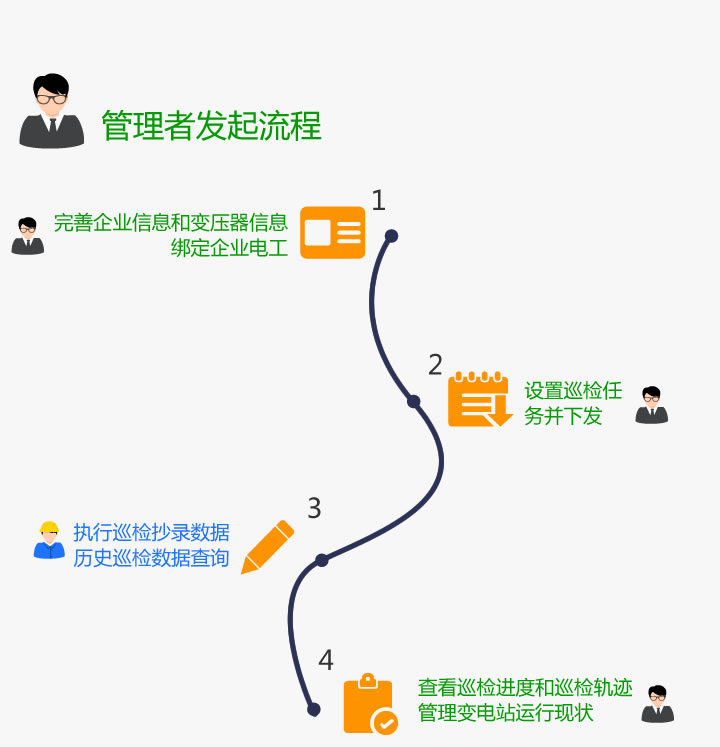 管理者发起流程
1
完善企业信息和变压器信息
绑定企业电工
2
设置巡检任
务并下发
3
执行巡检抄录数据
历史巡检数据查询
4
查看巡检进度和巡检轨迹
管理变电站运行现状